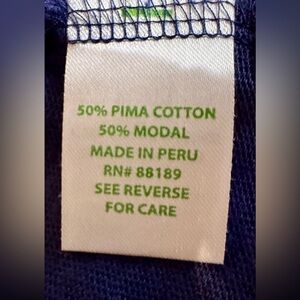 50% PIMA COTTON
50% MODAL
MADE IN PERU
RN# 88189
SEE REVERSE
FOR CARE